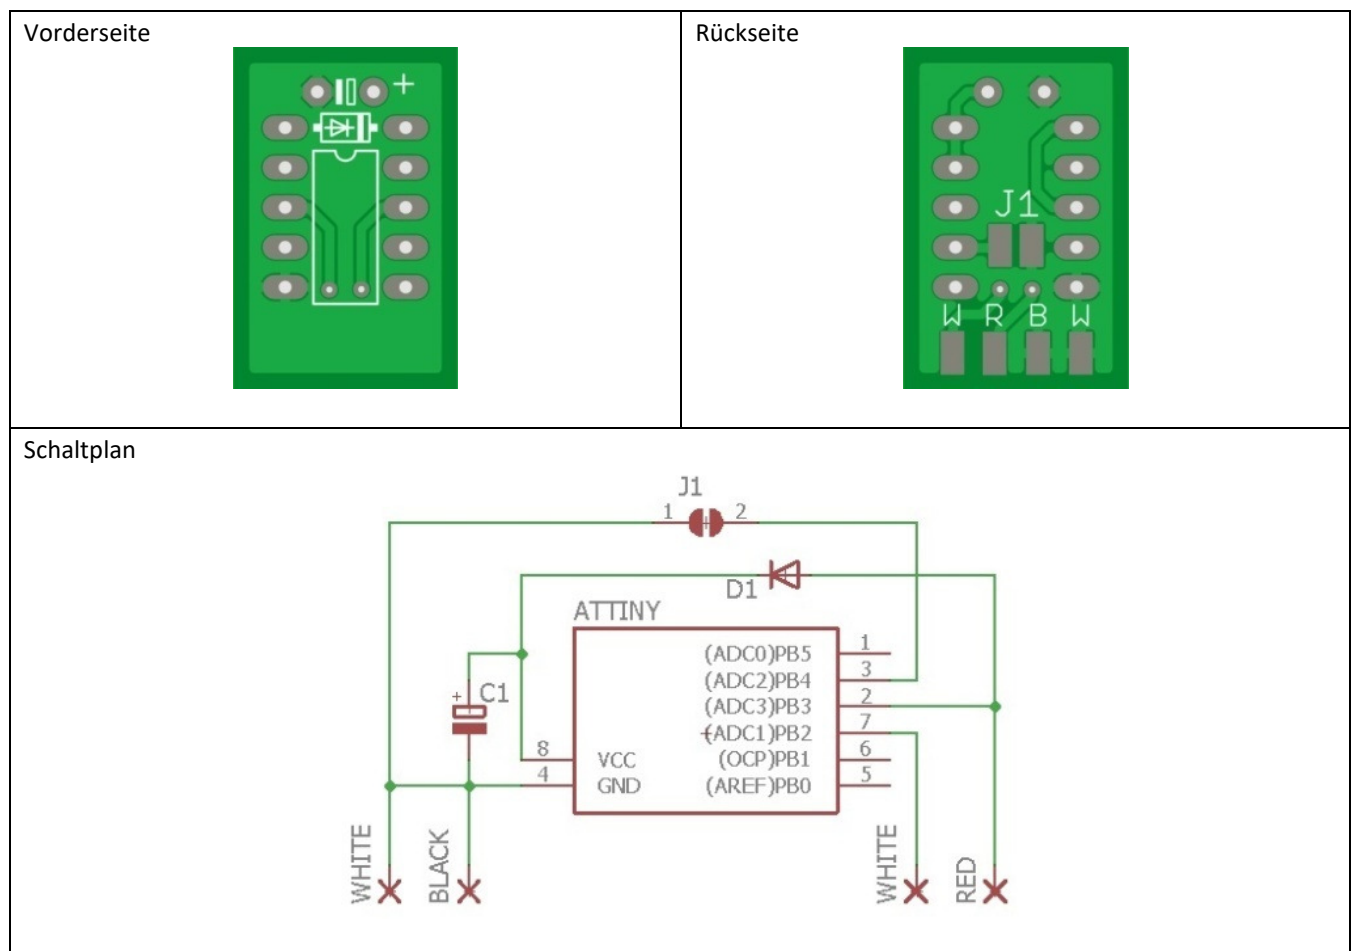 Vorderseite
+
Rückseite
J1
W R B W
Schaltplan
J1
1 2
D1
ATTINY
+ C1
(ADC0)PB5 1
(ADC2)PB4 3
(ADC3)PB3 2
(ADC1)PB2 7
8 VCC (OCP)PB1 6
4 GND (AREF)PB0 5
WHITE BLACK WHITE RED